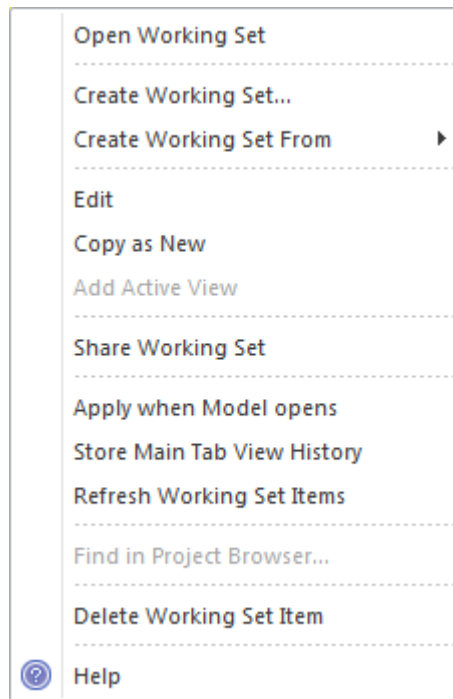 Open Working Set
Create Working Set...
Create Working Set From
Edit
Copy as New
Add Active View
Share Working Set
Apply when Model opens
Store Main Tab View History
Refresh Working Set Items
Find in Project Browser...
Delete Working Set Item
? Help